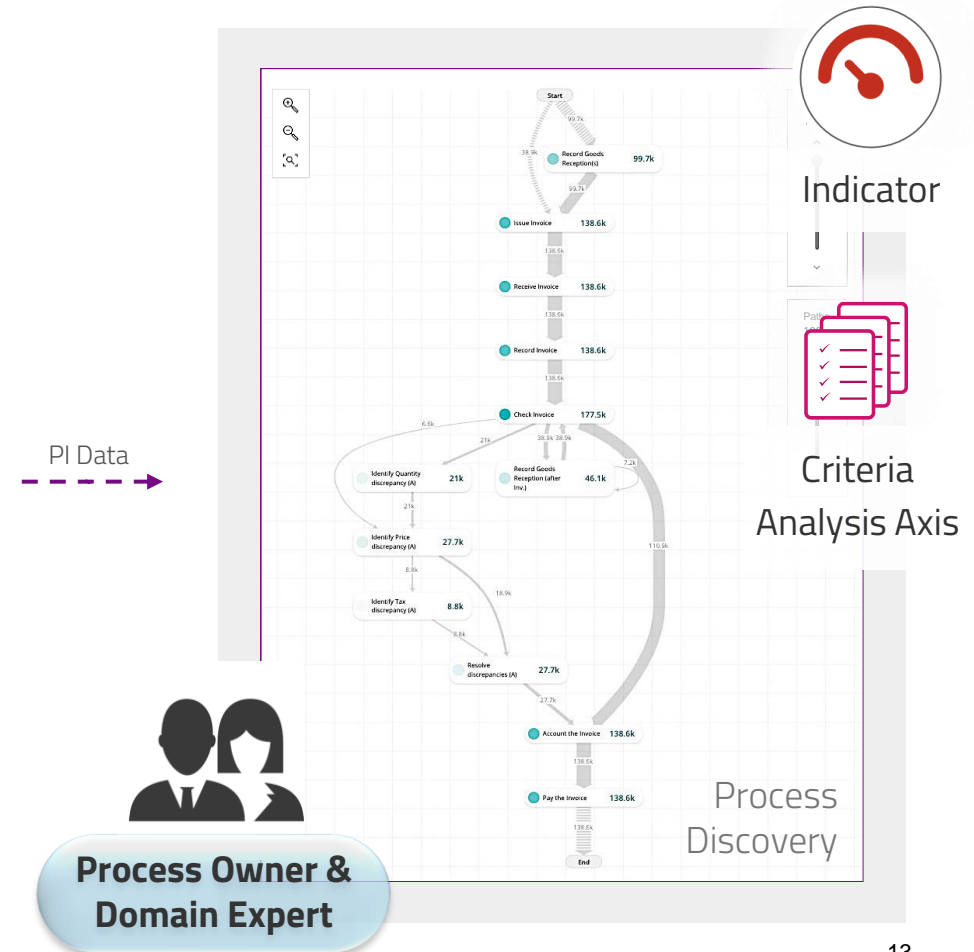 Indicator
Criteria
Analysis Axis
PI Data
Start
99.7k
38.9k
Record Goods
Reception(s)
99.7k
99.7k
Issue Invoice
138.6k
138.6k
Receive Invoice
138.6k
138.6k
Record Invoice
138.6k
138.6k
Check Invoice
177.5k
6.6k
21k
38.9k
38.9k
7.2k
110.9k
Identify Quantity
discrepancy (A)
21k
Record Goods
Reception (after
Inv.)
46.1k
21k
Identify Price
discrepancy (A)
27.7k
8.8k
18.9k
Identify Tax
discrepancy (A)
8.8k
8.8k
Resolve
discrepancies (A)
27.7k
27.7k
Account the Invoice
138.6k
138.6k
Pay the Invoice
138.6k
138.6k
End
Process
Discovery
Process Owner &
Domain Expert